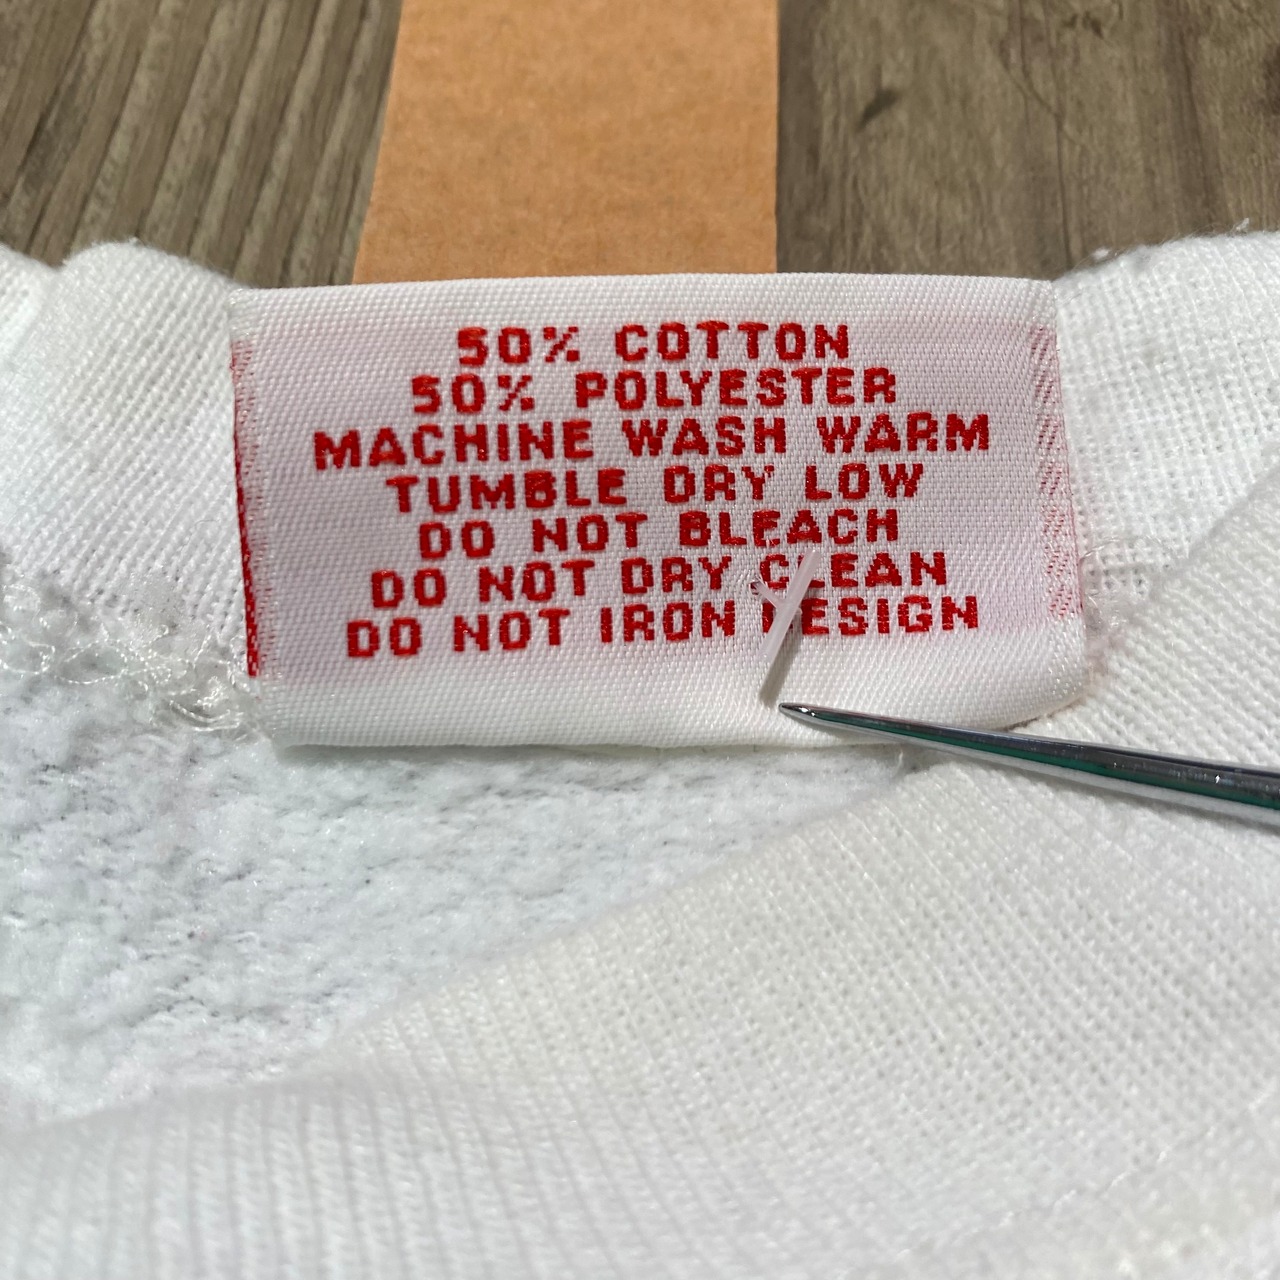 50% COTTON
50% POLYESTER
MACHINE WASH WARM
TUMBLE DRY LOW
DO NOT BLEACH
DO NOT DRY CLEAN
DO NOT IRON DESIGN